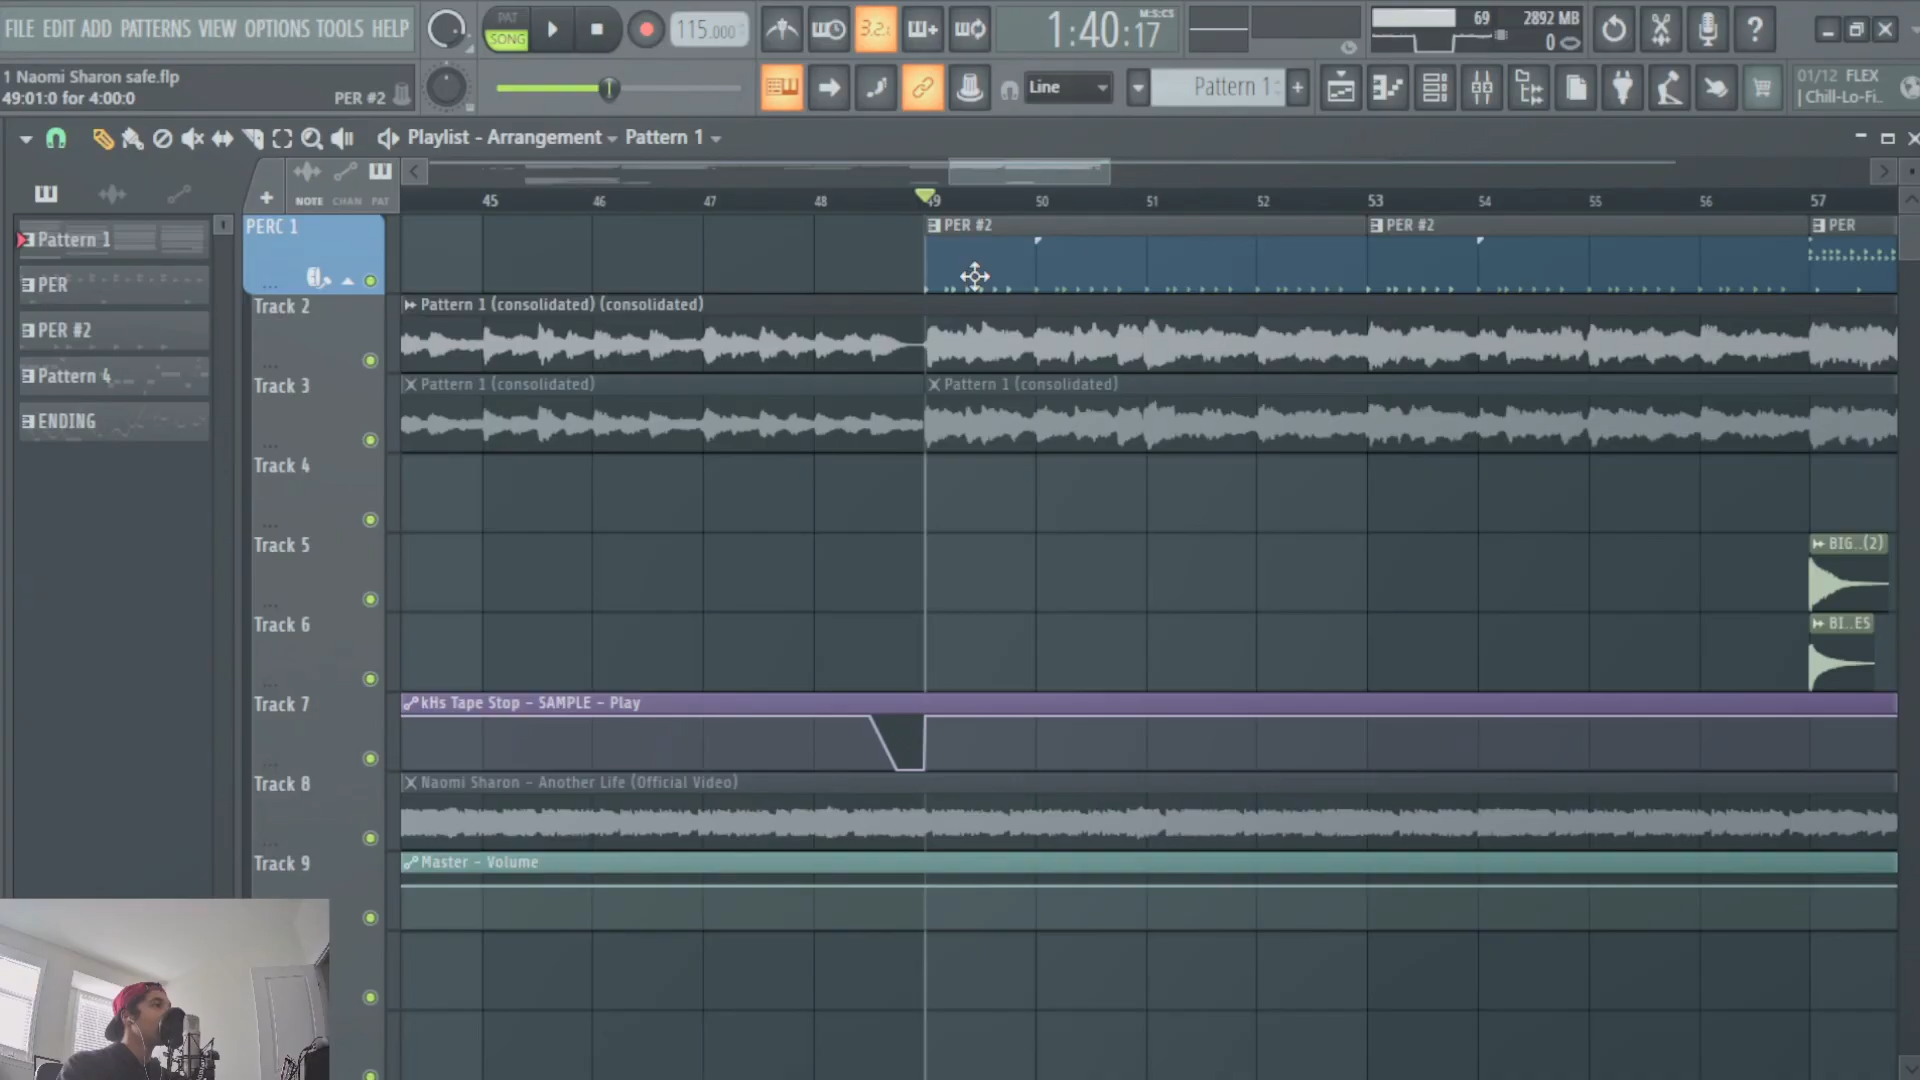 FILE EDIT ADD PATTERNS VIEW OPTIONS TOOLS HELP
PAT
SONG
115.000
3.2.
1:40:17
M:S:CS
69
2892 MB
0
1 Naomi Sharon safe.flp
49:01:0 for 4:00:0
PER #2
Line
Pattern 1
01/12 FLEX
| Chill-Lo-Fi..
Playlist - Arrangement
Pattern 1
NOTE CHAN PAT
45 46 47 48 49 50 51 52 53 54 55 56 57
Pattern 1
PER
PER #2
Pattern 4
ENDING
PERC 1
PER #2
PER #2
PER
Track 2
Pattern 1 (consolidated) (consolidated)
Track 3
Pattern 1 (consolidated)
Pattern 1 (consolidated)
Track 4
Track 5
BIG..(2)
Track 6
BI..ES
Track 7
kHs Tape Stop - SAMPLE - Play
Track 8
Naomi Sharon - Another Life (Official Video)
Track 9
Master - Volume